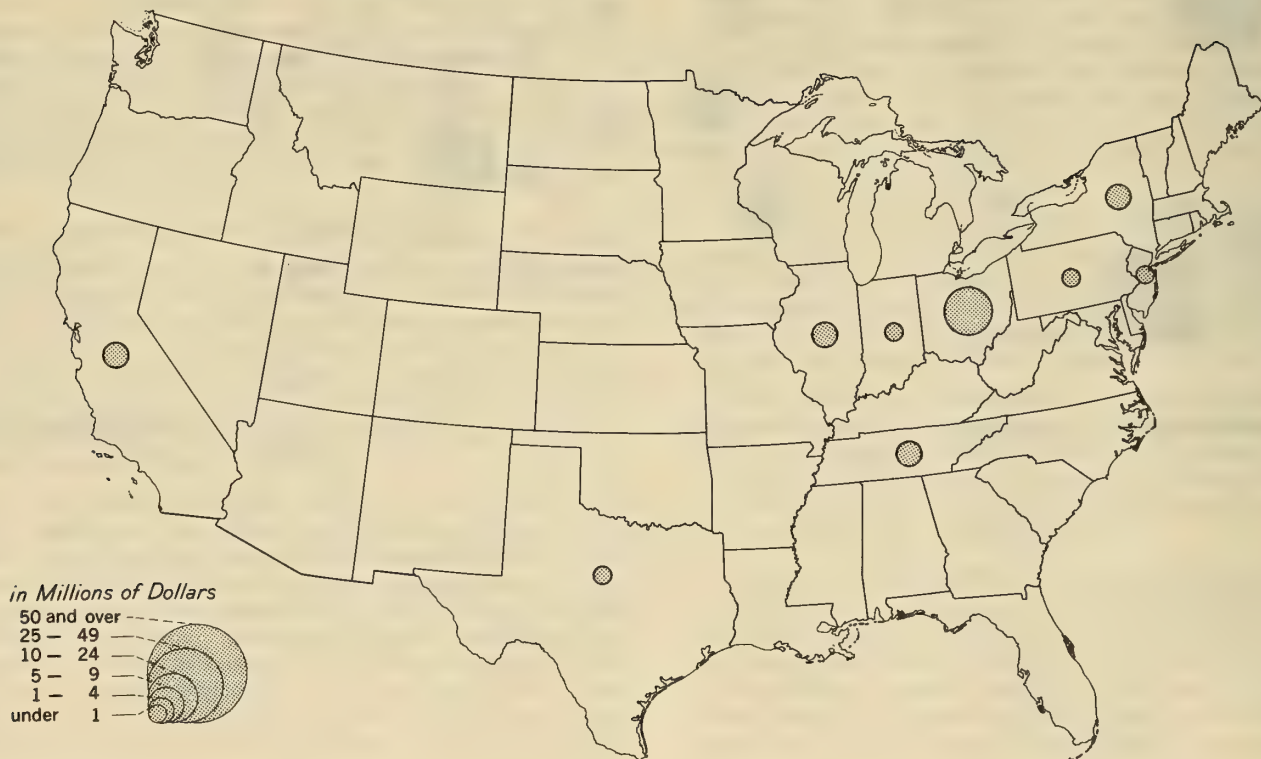 in Millions of Dollars
50 and over
25 – 49
10 – 24
5 – 9
1 – 4
under 1